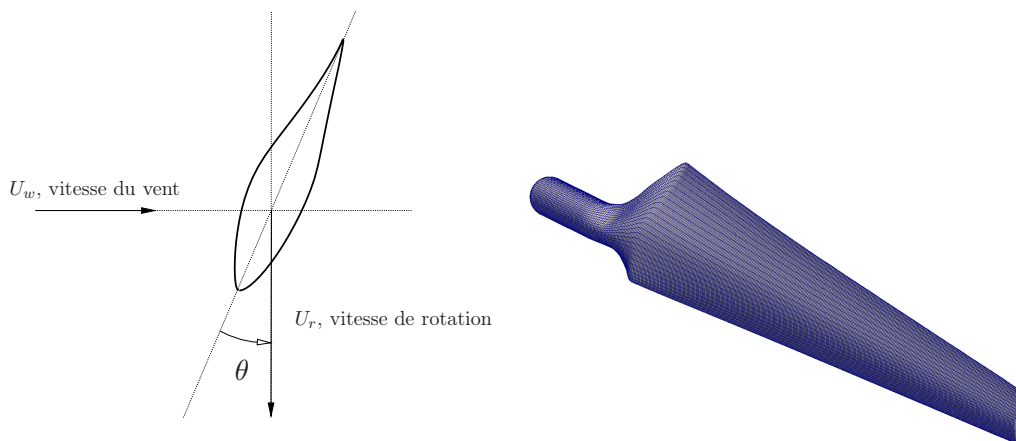 U_w, vitesse du vent
U_r, vitesse de rotation
θ